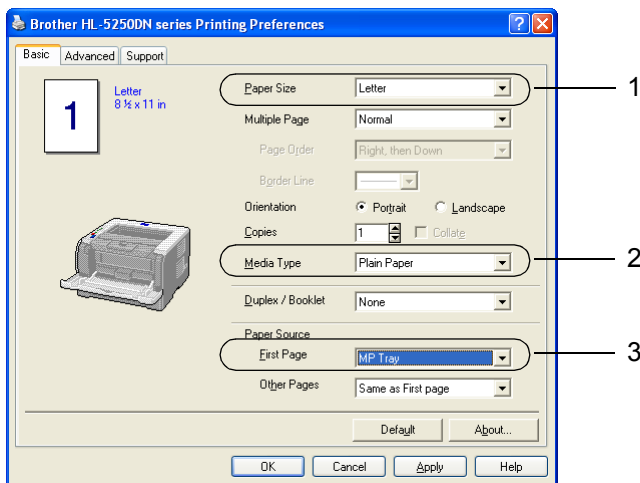 Brother HL-5250DN series Printing Preferences
Basic Advanced Support
1
Letter
8 ½ x 11 in
Paper Size Letter 1
Multiple Page Normal
Page Order Right, then Down
Border Line
Orientation Portrait Landscape
Copies 1 Collate
Media Type Plain Paper 2
Duplex / Booklet None
Paper Source
First Page MP Tray 3
Other Pages Same as First page
Default About...
OK Cancel Apply Help